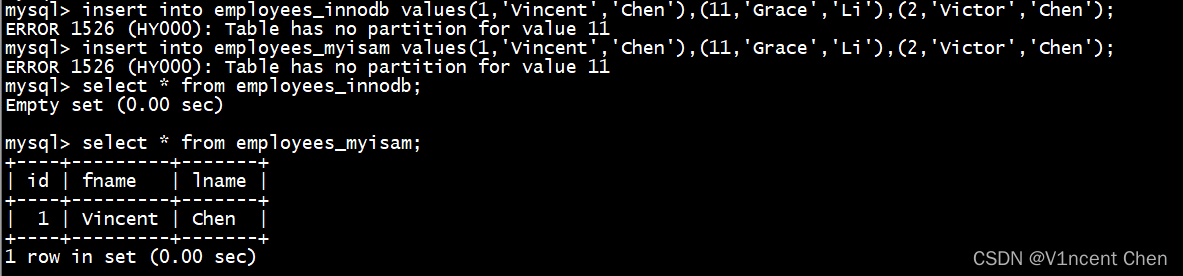 mysql> insert into employees_innodb values(1,'Vincent','Chen'),(11,'Grace','Li'),(2,'Victor','Chen');
ERROR 1526 (HY000): Table has no partition for value 11
mysql> insert into employees_myisam values(1,'Vincent','Chen'),(11,'Grace','Li'),(2,'Victor','Chen');
ERROR 1526 (HY000): Table has no partition for value 11
mysql> select * from employees_innodb;
Empty set (0.00 sec)
mysql> select * from employees_myisam;
+----+---------+-------+
| id | fname   | lname |
+----+---------+-------+
|  1 | Vincent | Chen  |
+----+---------+-------+
1 row in set (0.00 sec)
CSDN @V1ncent Chen